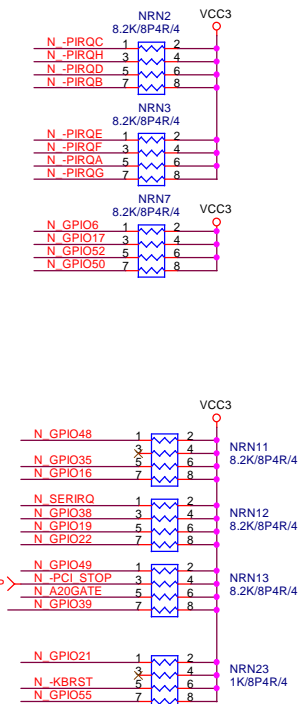 NRN2
8.2K/8P4R/4
VCC3
N_-PIRQC 1 2
N_-PIRQH 3 4
N_-PIRQD 5 6
N_-PIRQB 7 8
NRN3
8.2K/8P4R/4
N_-PIRQE 1 2
N_-PIRQF 3 4
N_-PIRQA 5 6
N_-PIRQG 7 8
NRN7
8.2K/8P4R/4
VCC3
N_GPIO6 1 2
N_GPIO17 3 4
N_GPIO52 5 6
N_GPIO50 7 8
VCC3
N_GPIO48 1 2
3 4
N_GPIO35 5 6
N_GPIO16 7 8
NRN11
8.2K/8P4R/4
N_SERIRQ 1 2
N_GPIO38 3 4
N_GPIO19 5 6
N_GPIO22 7 8
NRN12
8.2K/8P4R/4
N_GPIO49 1 2
P N_-PCI_STOP 3 4
N_A20GATE 5 6
N_GPIO39 7 8
NRN13
8.2K/8P4R/4
N_GPIO21 1 2
3 4
N_-KBRST 5 6
N_GPIO55 7 8
NRN23
1K/8P4R/4